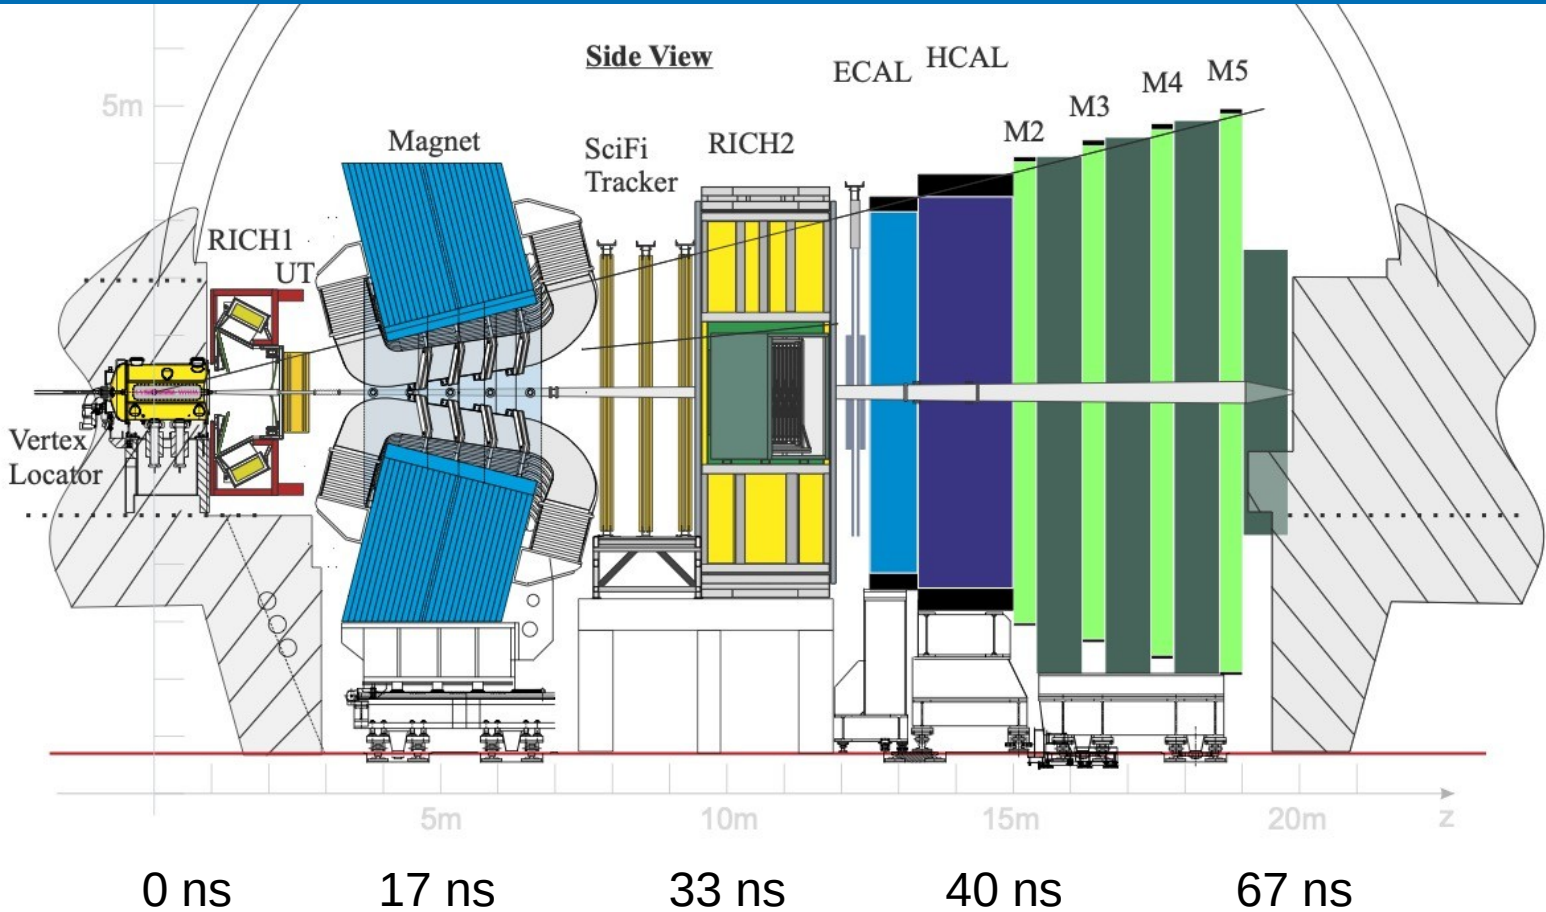 Side View
ECAL
HCAL
M5
M4
M3
M2
5m
Magnet
SciFi
Tracker
RICH2
RICH1
UT
Vertex
Locator
5m
10m
15m
20m
z
0 ns
17 ns
33 ns
40 ns
67 ns